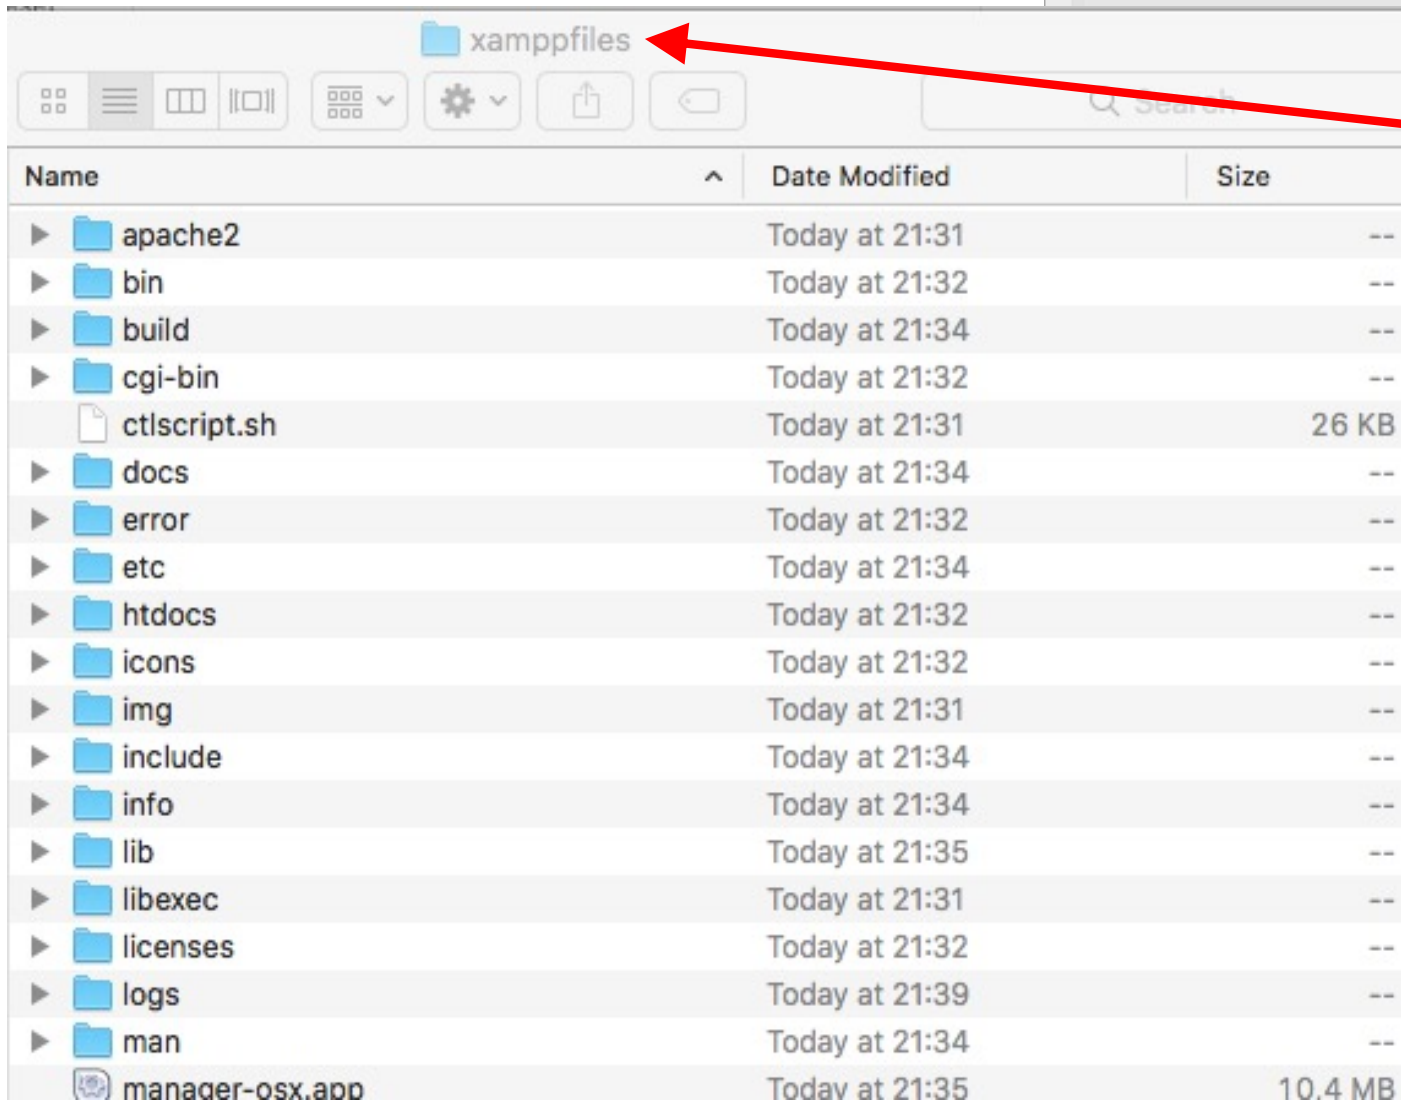 xamppfiles
Search
Name Date Modified Size
apache2 Today at 21:31 --
bin Today at 21:32 --
build Today at 21:34 --
cgi-bin Today at 21:32 --
ctlscript.sh Today at 21:31 26 KB
docs Today at 21:34 --
error Today at 21:32 --
etc Today at 21:34 --
htdocs Today at 21:32 --
icons Today at 21:32 --
img Today at 21:31 --
include Today at 21:34 --
info Today at 21:34 --
lib Today at 21:35 --
libexec Today at 21:31 --
licenses Today at 21:32 --
logs Today at 21:39 --
man Today at 21:34 --
manager-osx.app Today at 21:35 10,4 MB